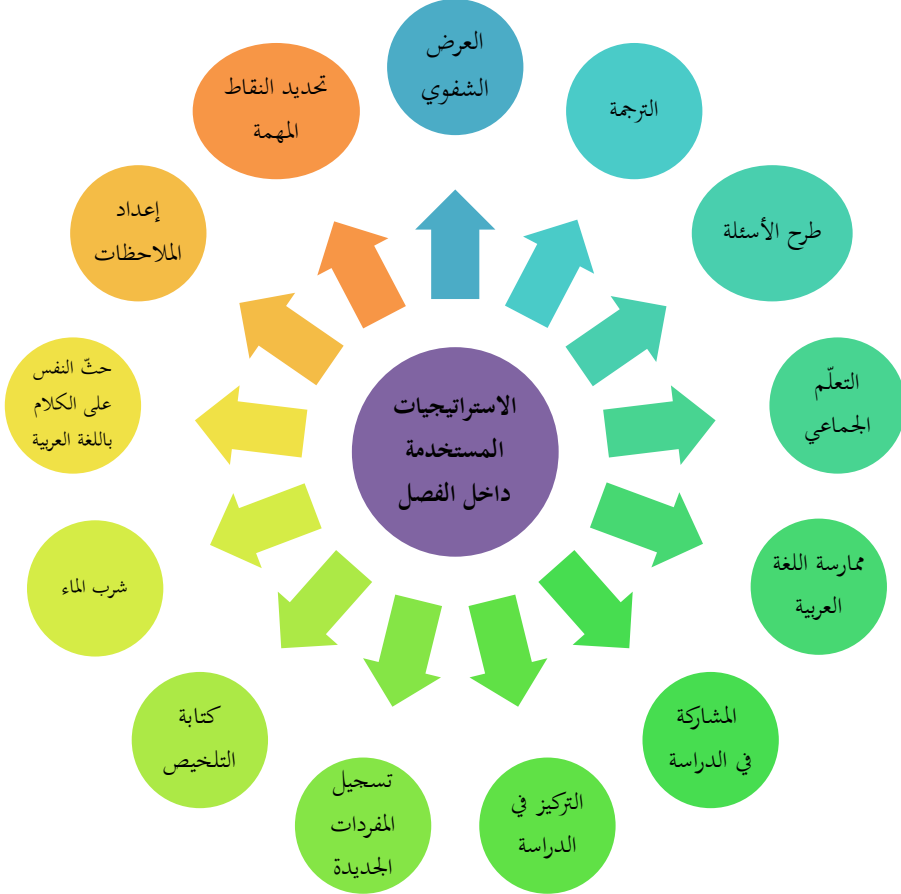 العرض
الشفوي
الترجمة
طرح الأسئلة
التعلّم
الجماعي
ممارسة اللغة
العربية
المشاركة
في الدراسة
التركيز في
الدراسة
تسجيل
المفردات
الجديدة
كتابة
التلخيص
شرب الماء
حثّ النفس
على الكلام
باللغة العربية
إعداد
الملاحظات
تحديد النقاط
المهمة
الاستراتيجيات
المستخدمة
داخل الفصل